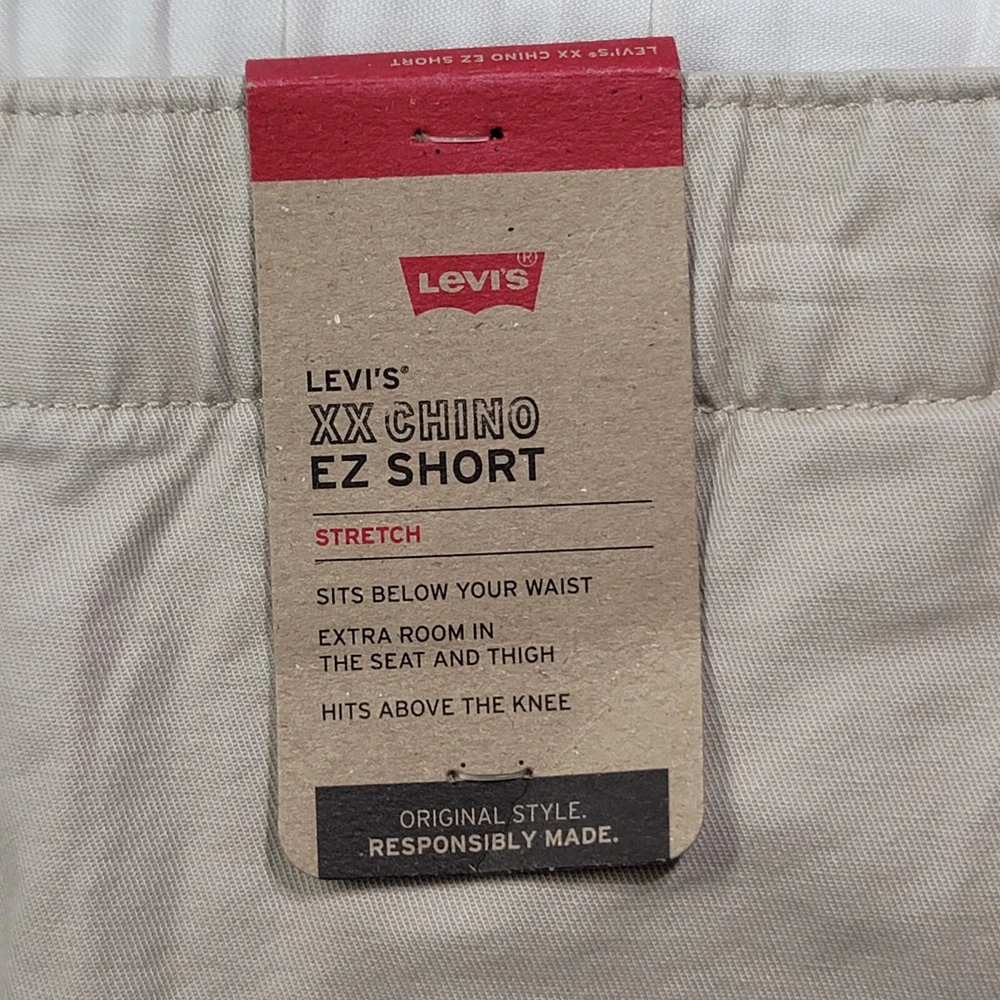 LEVI'S® XX CHINO EZ SHORT
LEVI'S®
LEVI'S®
XX CHINO
EZ SHORT
STRETCH
SITS BELOW YOUR WAIST
EXTRA ROOM IN
THE SEAT AND THIGH
HITS ABOVE THE KNEE
ORIGINAL STYLE.
RESPONSIBLY MADE.